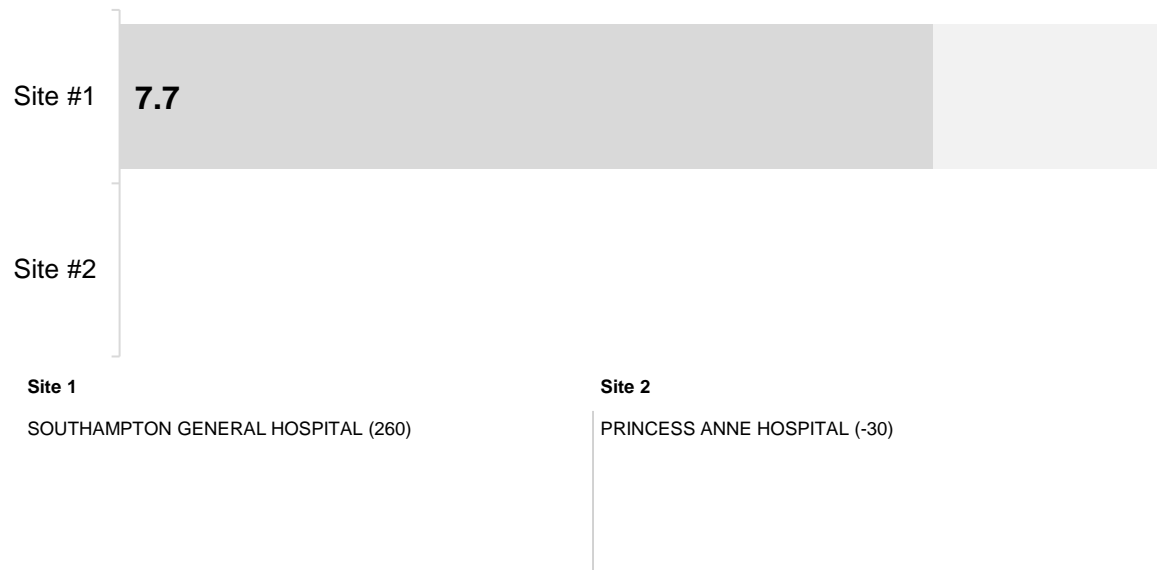 Site #1
7.7
Site #2
Site 1
Site 2
SOUTHAMPTON GENERAL HOSPITAL (260)
PRINCESS ANNE HOSPITAL (-30)